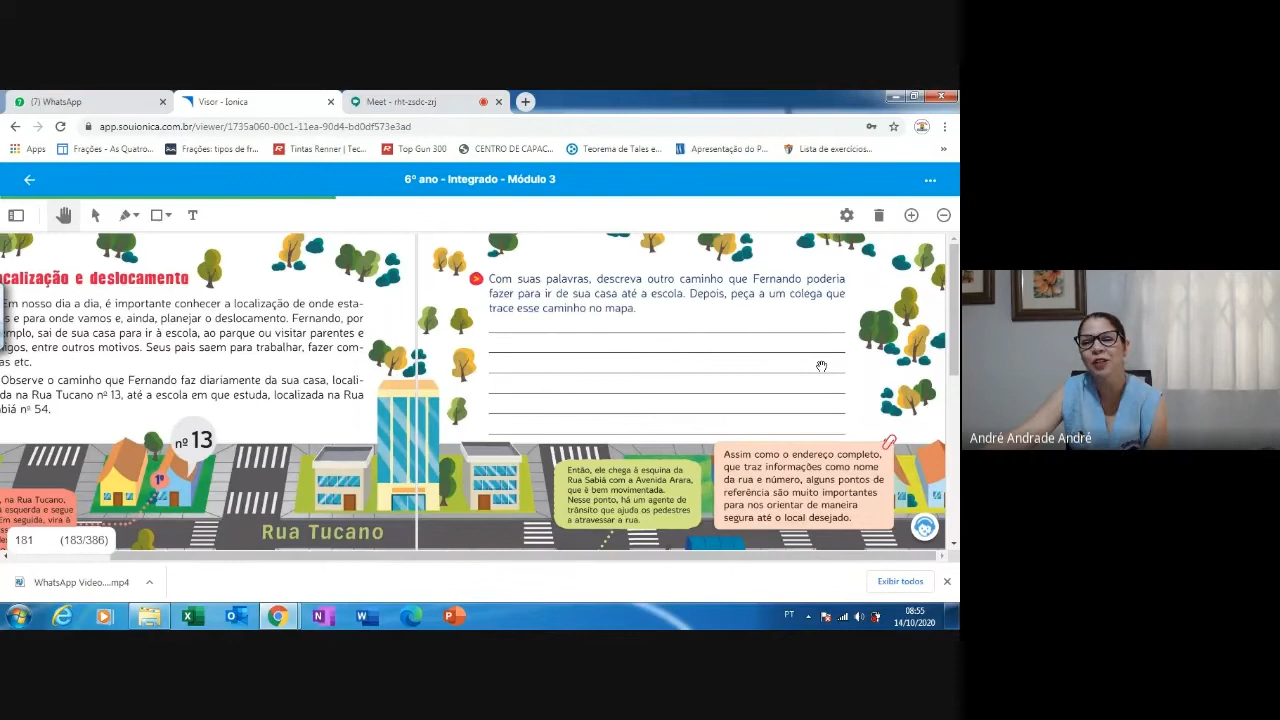 (7) WhatsApp
Visor - Ionica
Meet - rht-zsdc-zrj
app.souionica.com.br/viewer/1735a060-00c1-11ea-90d4-bd0df573e3ad
Apps
Frações - As Quatro...
Frações: tipos de fr...
Tintas Renner | Tec...
Top Gun 300
CENTRO DE CAPAC...
Teorema de Tales e...
Apresentação do P...
Lista de exercícios...
»
6º ano - Integrado - Módulo 3
T
ocalização e deslocamento
Em nosso dia a dia, é importante conhecer a localização de onde esta-
s e para onde vamos e, ainda, planejar o deslocamento. Fernando, por
mplo, sai de sua casa para ir à escola, ao parque ou visitar parentes e
igos, entre outros motivos. Seus pais saem para trabalhar, fazer com-
as etc.
Observe o caminho que Fernando faz diariamente da sua casa, locali-
da na Rua Tucano nº 13, até a escola em que estuda, localizada na Rua
biá nº 54.
Com suas palavras, descreva outro caminho que Fernando poderia
fazer para ir de sua casa até a escola. Depois, peça a um colega que
trace esse caminho no mapa.
nº 13
1º
, na Rua Tucano,
a esquerda e segue
Em seguida, vira à
Rua Tucano
Então, ele chega à esquina da
Rua Sabiá com a Avenida Arara,
que é bem movimentada.
Nesse ponto, há um agente de
trânsito que ajuda os pedestres
a atravessar a rua.
Assim como o endereço completo,
que traz informações como nome
da rua e número, alguns pontos de
referência são muito importantes
para nos orientar de maneira
segura até o local desejado.
181 (183/386)
WhatsApp Video....mp4
Exibir todos
PT
08:55
14/10/2020
André Andrade André